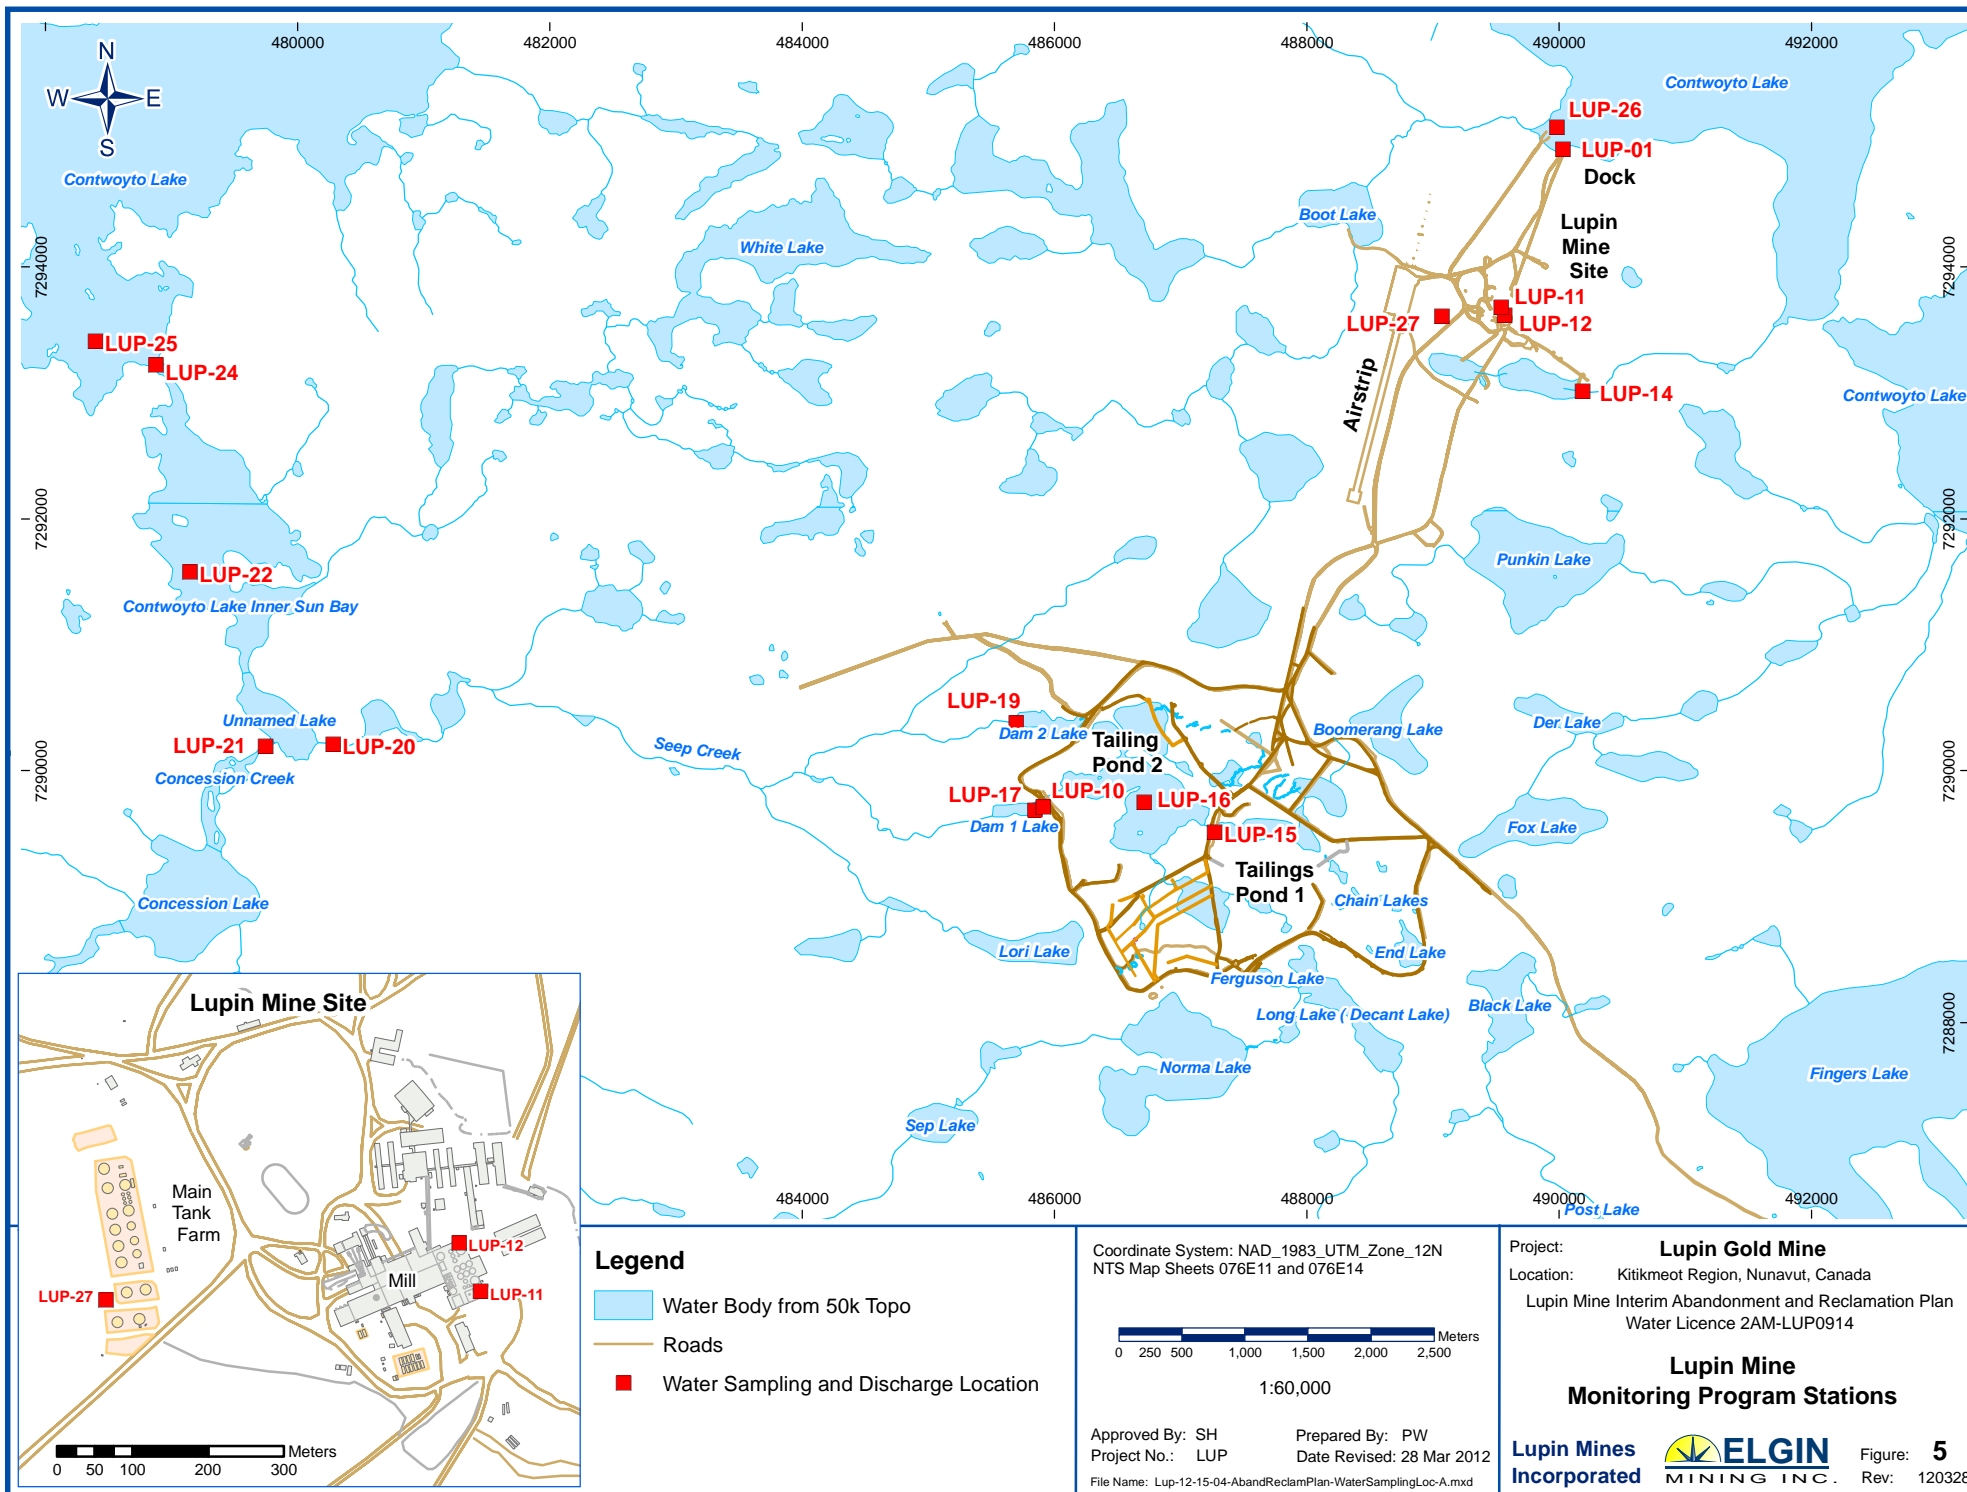 480000
482000
484000
486000
488000
490000
492000
N
W
E
S
Contwoyto Lake
LUP-26
LUP-01
Dock
Contwoyto Lake
Boot Lake
Lupin
Mine
Site
White Lake
7294000
7294000
LUP-11
LUP-27
LUP-12
LUP-25
LUP-24
Airstrip
LUP-14
Contwoyto Lake
7292000
7292000
Punkin Lake
LUP-22
Contwoyto Lake Inner Sun Bay
LUP-19
Unnamed Lake
Dam 2 Lake
Tailing
Pond 2
Boomerang Lake
Der Lake
LUP-21
LUP-20
Seep Creek
Concession Creek
7290000
7290000
LUP-17
LUP-10
LUP-16
Dam 1 Lake
LUP-15
Fox Lake
Tailings
Pond 1
Chain Lakes
Concession Lake
Lori Lake
End Lake
Ferguson Lake
Long Lake ( Decant Lake)
Black Lake
7288000
Norma Lake
Fingers Lake
Sep Lake
484000
486000
488000
490000
492000
Post Lake
Lupin Mine Site
Main
Tank
Farm
LUP-12
Mill
LUP-27
LUP-11
Meters
0 50 100 200 300
Legend
Water Body from 50k Topo
Roads
Water Sampling and Discharge Location
Coordinate System: NAD_1983_UTM_Zone_12N
NTS Map Sheets 076E11 and 076E14
Meters
0 250 500 1,000 1,500 2,000 2,500
1:60,000
Approved By: SH Prepared By: PW
Project No.: LUP Date Revised: 28 Mar 2012
File Name: Lup-12-15-04-AbandReclamPlan-WaterSamplingLoc-A.mxd
Project: Lupin Gold Mine
Location: Kitikmeot Region, Nunavut, Canada
Lupin Mine Interim Abandonment and Reclamation Plan
Water Licence 2AM-LUP0914
Lupin Mine
Monitoring Program Stations
Lupin Mines
Incorporated
ELGIN
MINING INC.
Figure: 5
Rev: 120328